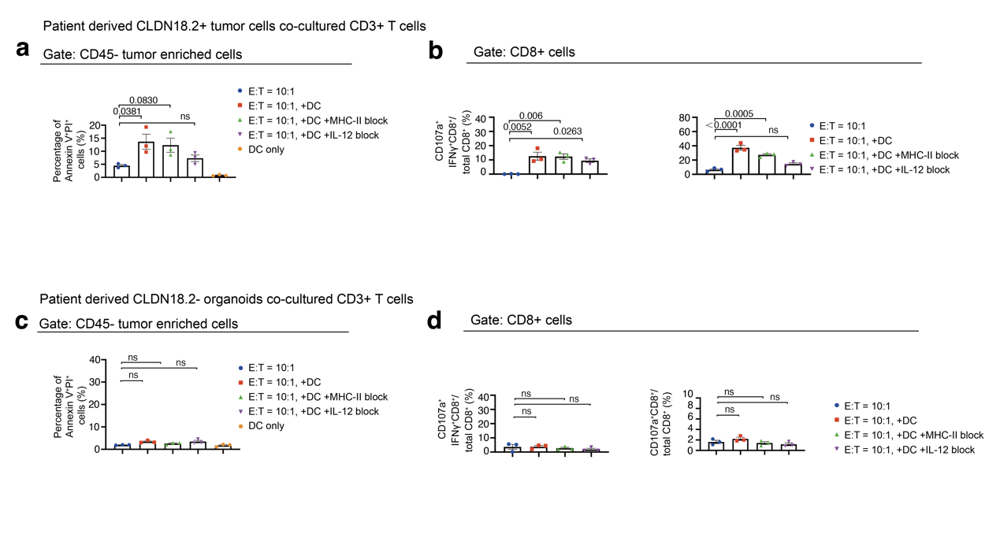 Patient derived CLDN18.2+ tumor cells co-cultured CD3+ T cells
a
Gate: CD45- tumor enriched cells
Percentage of
Annexin V⁺PI⁺
cells (%)
20
15
10
5
0
0.0830
0.0381
ns
E:T = 10:1
E:T = 10:1, +DC
E:T = 10:1, +DC +MHC-II block
E:T = 10:1, +DC +IL-12 block
DC only
b
Gate: CD8+ cells
CD107a⁺
IFNγ⁺CD8⁺/
total CD8⁺ (%)
40
30
20
10
0
0.006
0.0052
0.0263
80
60
40
20
0
0.0005
<0.0001
ns
E:T = 10:1
E:T = 10:1, +DC
E:T = 10:1, +DC +MHC-II block
E:T = 10:1, +DC +IL-12 block
Patient derived CLDN18.2- organoids co-cultured CD3+ T cells
c
Gate: CD45- tumor enriched cells
Percentage of
Annexin V⁺PI⁺
cells (%)
40
30
20
10
0
ns
ns
ns
E:T = 10:1
E:T = 10:1, +DC
E:T = 10:1, +DC +MHC-II block
E:T = 10:1, +DC +IL-12 block
DC only
d
Gate: CD8+ cells
CD107a⁺
IFNγ⁺CD8⁺/
total CD8⁺ (%)
40
30
20
10
0
ns
ns
ns
CD107a⁺CD8⁺/
total CD8⁺ (%)
10
8
6
4
2
0
ns
ns
ns
E:T = 10:1
E:T = 10:1, +DC
E:T = 10:1, +DC +MHC-II block
E:T = 10:1, +DC +IL-12 block